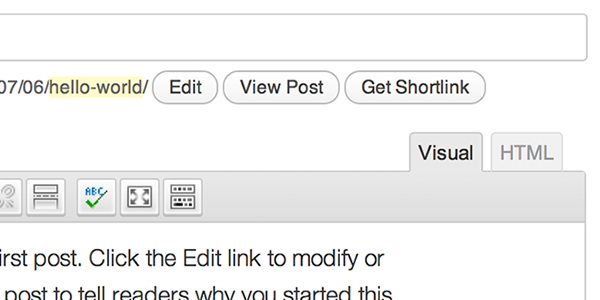 07/06/hello-world/ Edit View Post Get Shortlink
Visual HTML
ABC
first post. Click the Edit link to modify or
post to tell readers why you started this